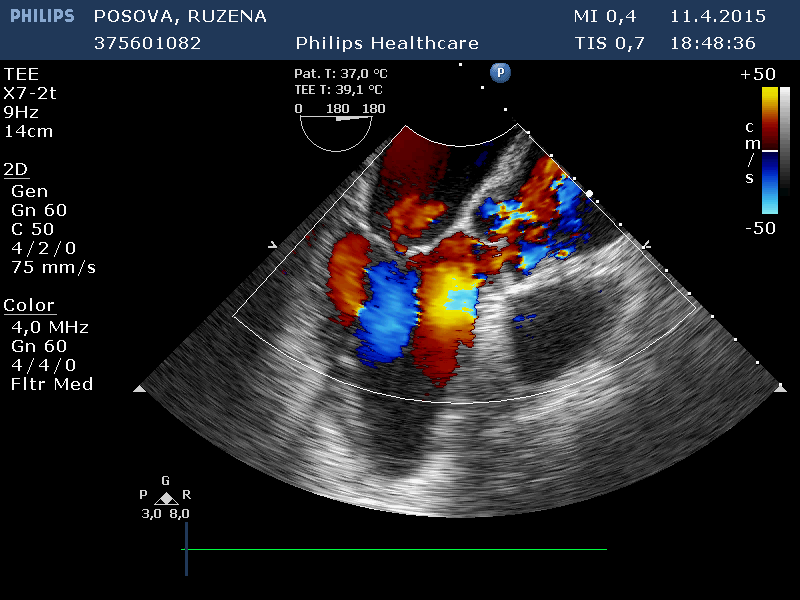 PHILIPS POSOVA, RUZENA MI 0,4 11.4.2015
375601082 Philips Healthcare TIS 0,7 18:48:36
TEE
X7-2t
9Hz
14cm
2D
Gen
Gn 60
C 50
4/2/0
75 mm/s
Color
4,0 MHz
Gn 60
4/4/0
Fltr Med
Pat. T: 37,0 °C
TEE T: 39,1 °C
0 180 180
P
+50
c
m
/
s
-50
G
P R
3,0 8,0